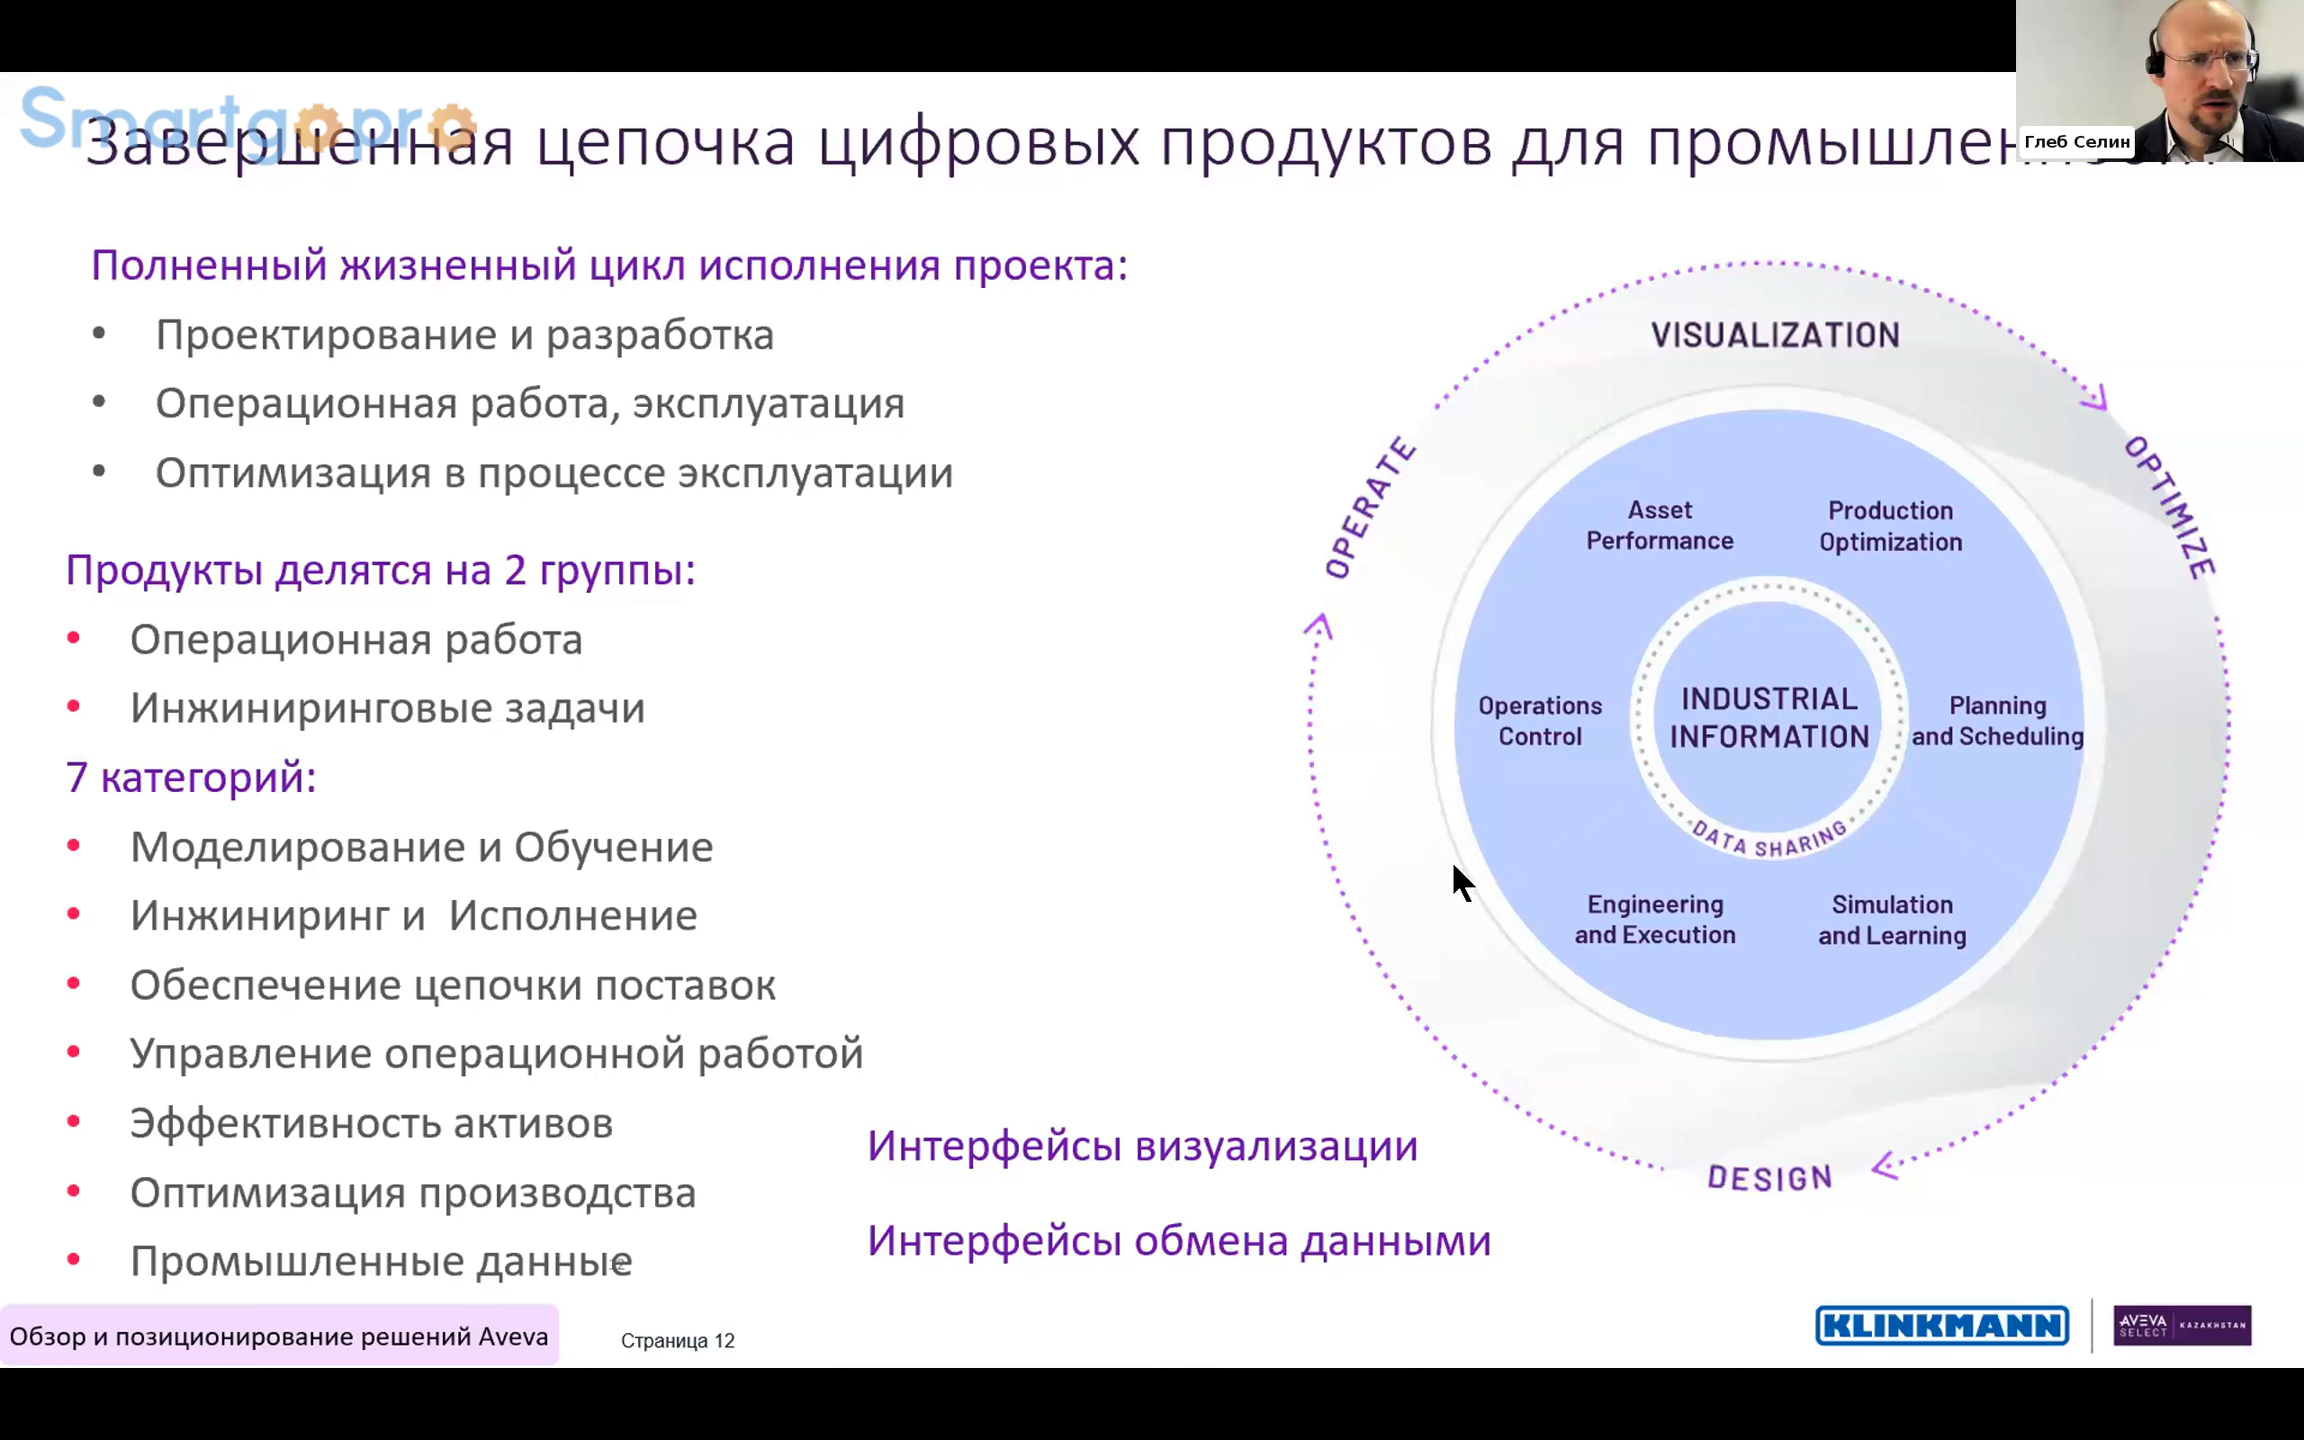 Smartgopro
Завершенная цепочка цифровых продуктов для
Глеб Селин
Полненный жизненный цикл исполнения проекта:
• Проектирование и разработка
• Операционная работа, эксплуатация
• Оптимизация в процессе эксплуатации
Продукты делятся на 2 группы:
• Операционная работа
• Инжиниринговые задачи
7 категорий:
• Моделирование и Обучение
• Инжиниринг и Исполнение
• Обеспечение цепочки поставок
• Управление операционной работой
• Эффективность активов
• Оптимизация производства
• Промышленные данные
12
Интерфейсы визуализации
Интерфейсы обмена данными
VISUALIZATION
OPERATE
OPTIMIZE
Asset
Performance
Production
Optimization
Operations
Control
INDUSTRIAL
INFORMATION
Planning
and Scheduling
DATA SHARING
Engineering
and Execution
Simulation
and Learning
DESIGN
Обзор и позиционирование решений Aveva
Страница 12
KLINKMANN
AVEVA
SELECT
KAZAKHSTAN